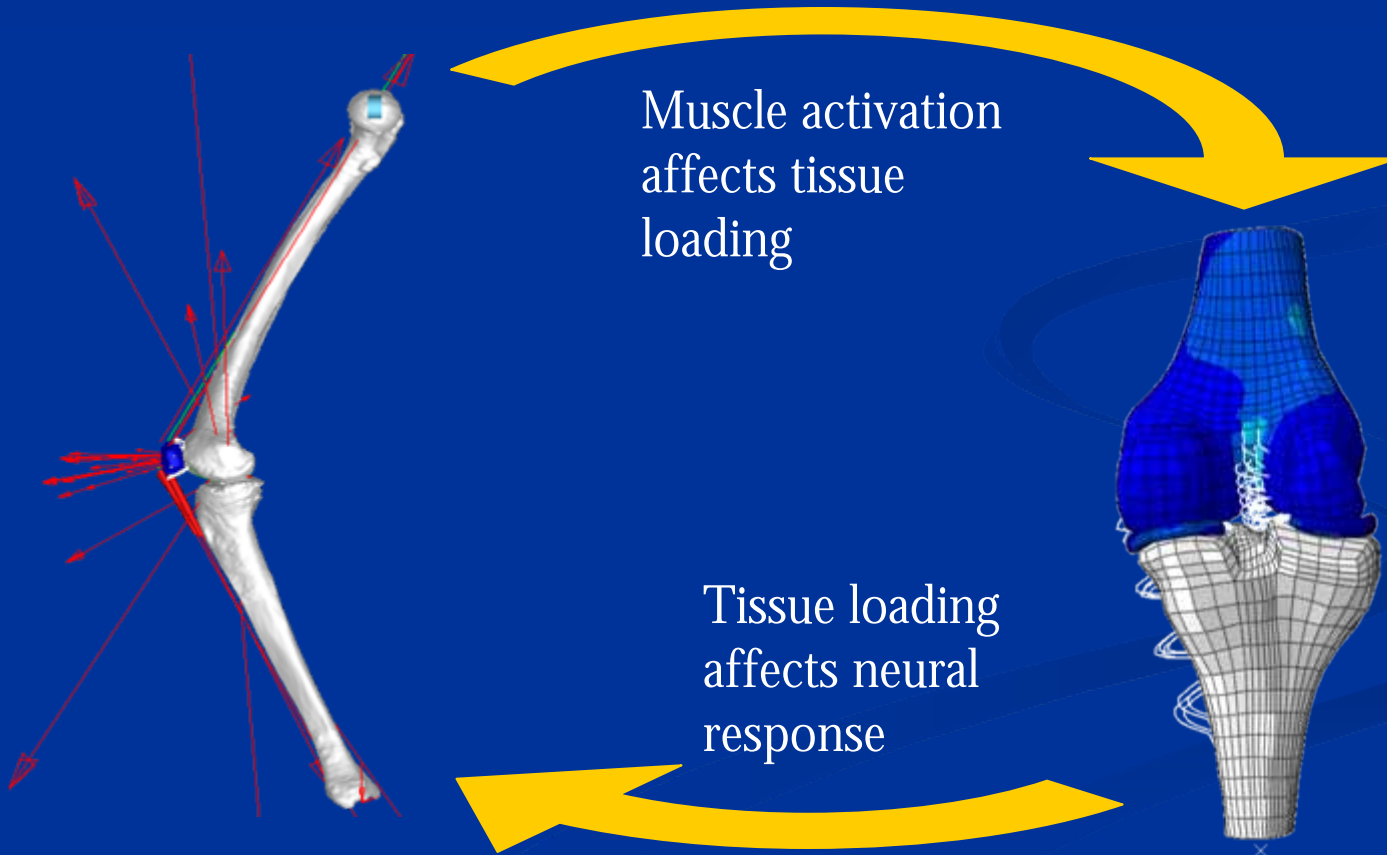 Muscle activation
affects tissue
loading
Tissue loading
affects neural
response